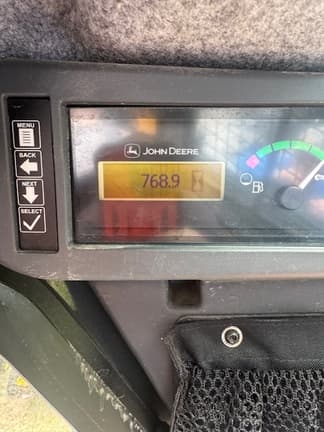 MENU
BACK
NEXT
SELECT
JOHN DEERE
768.9